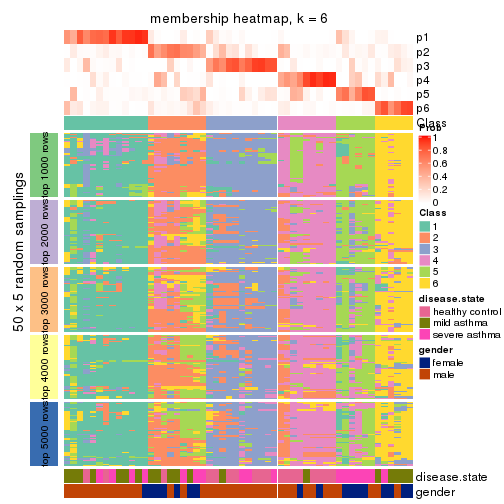 membership heatmap, k = 6
p1
p2
p3
p4
p5
p6
Class
Prob
1
0.8
0.6
0.4
0.2
0
Class
1
2
3
4
5
6
disease.state
healthy control
mild asthma
severe asthma
gender
female
male
50 x 5 random samplings
top 1000 rows
top 2000 rows
top 3000 rows
top 4000 rows
top 5000 rows
disease.state
gender